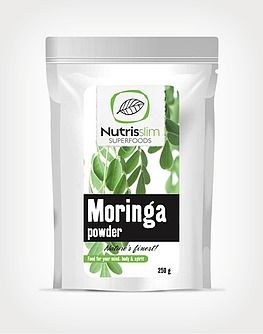 Nutrisslim
SUPERFOODS
Moringa
powder
Nature's finest!
Food for your mind, body & spirit
250 g